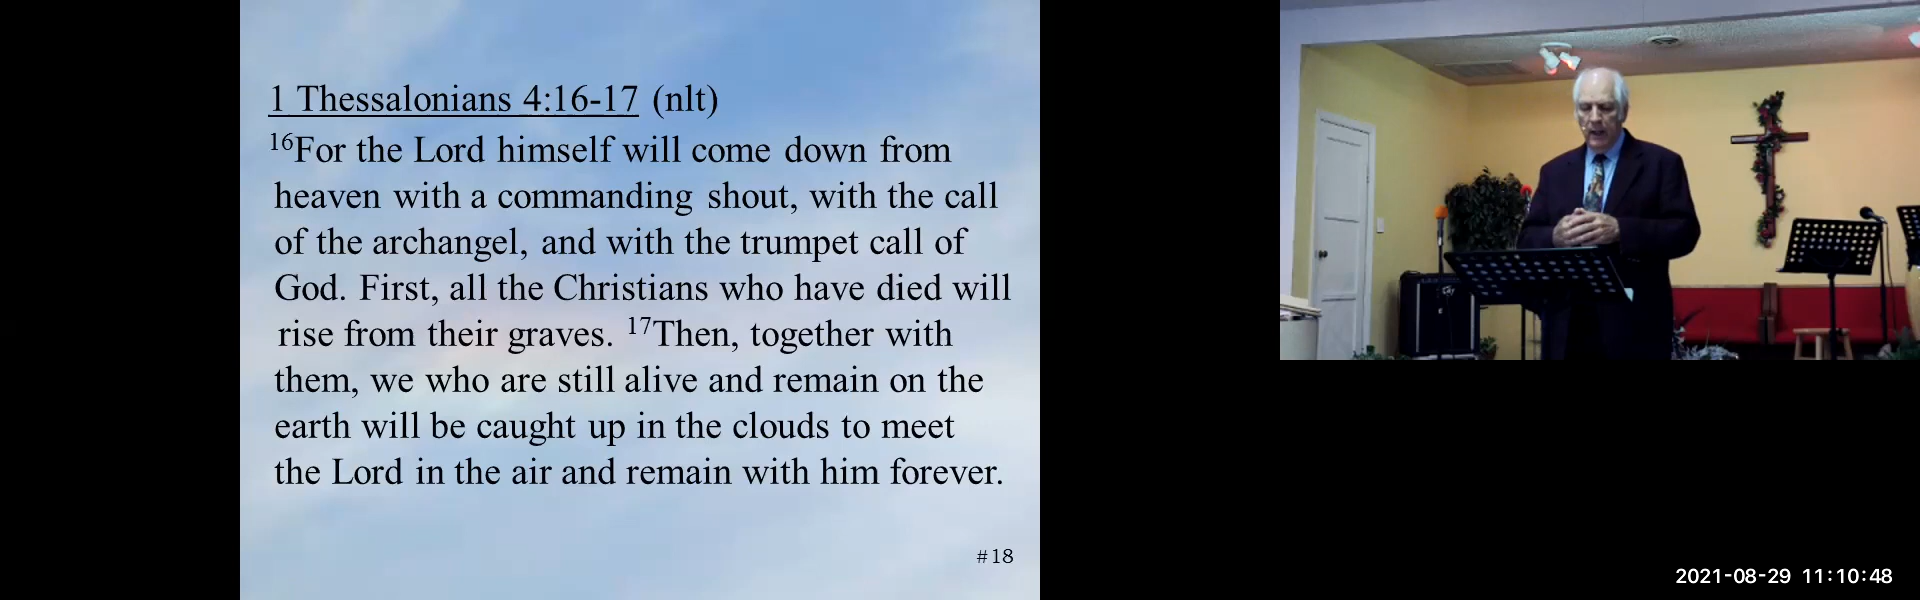 1 Thessalonians 4:16-17 (nlt)
16For the Lord himself will come down from
heaven with a commanding shout, with the call
of the archangel, and with the trumpet call of
God. First, all the Christians who have died will
rise from their graves. 17Then, together with
them, we who are still alive and remain on the
earth will be caught up in the clouds to meet
the Lord in the air and remain with him forever.
#18
2021-08-29 11:10:48